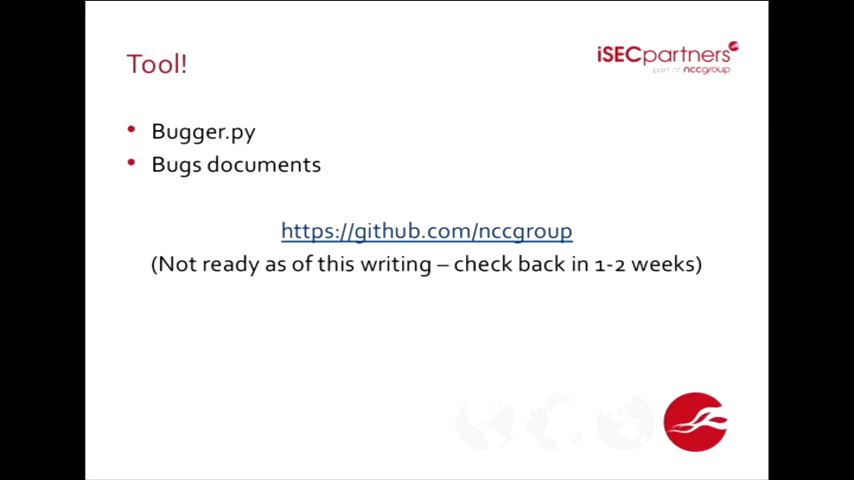 Tool!
iSECpartners
part of nccgroup
• Bugger.py
• Bugs documents
https://github.com/nccgroup
(Not ready as of this writing – check back in 1-2 weeks)